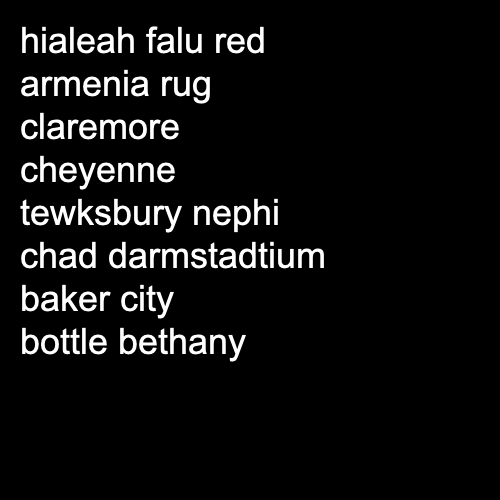 hialeah falu red
armenia rug
claremore
cheyenne
tewksbury nephi
chad darmstadtium
baker city
bottle bethany